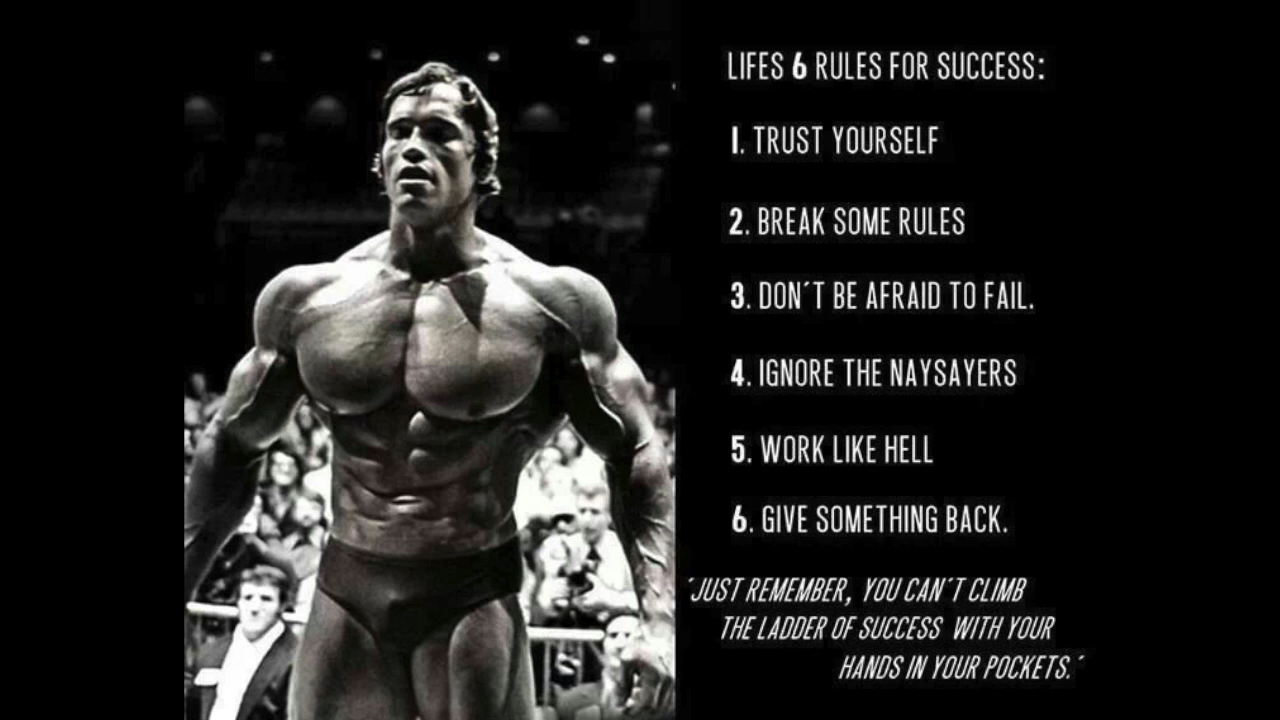 LIFES 6 RULES FOR SUCCESS:
1. TRUST YOURSELF
2. BREAK SOME RULES
3. DON´T BE AFRAID TO FAIL.
4. IGNORE THE NAYSAYERS
5. WORK LIKE HELL
6. GIVE SOMETHING BACK.
´JUST REMEMBER, YOU CAN´T CLIMB
THE LADDER OF SUCCESS WITH YOUR
HANDS IN YOUR POCKETS.´